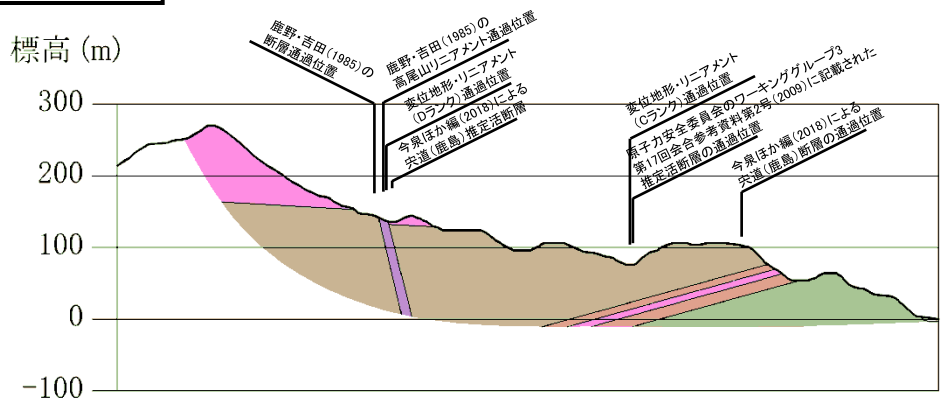 標高(m)
300
200
100
0
-100
鹿野・吉田(1985)の
断層通過位置
鹿野・吉田(1985)の
高尾山リニアメント通過位置
変位地形・リニアメント
(Dランク)通過位置
今泉ほか編(2018)による
宍道(鹿島)推定活断層
変位地形・リニアメント
(Cランク)通過位置
原子力安全委員会のワーキンググループ3
第17回会合参考資料第2号(2009)に記載された
推定活断層の通過位置
今泉ほか編(2018)による
宍道(鹿島)断層の通過位置